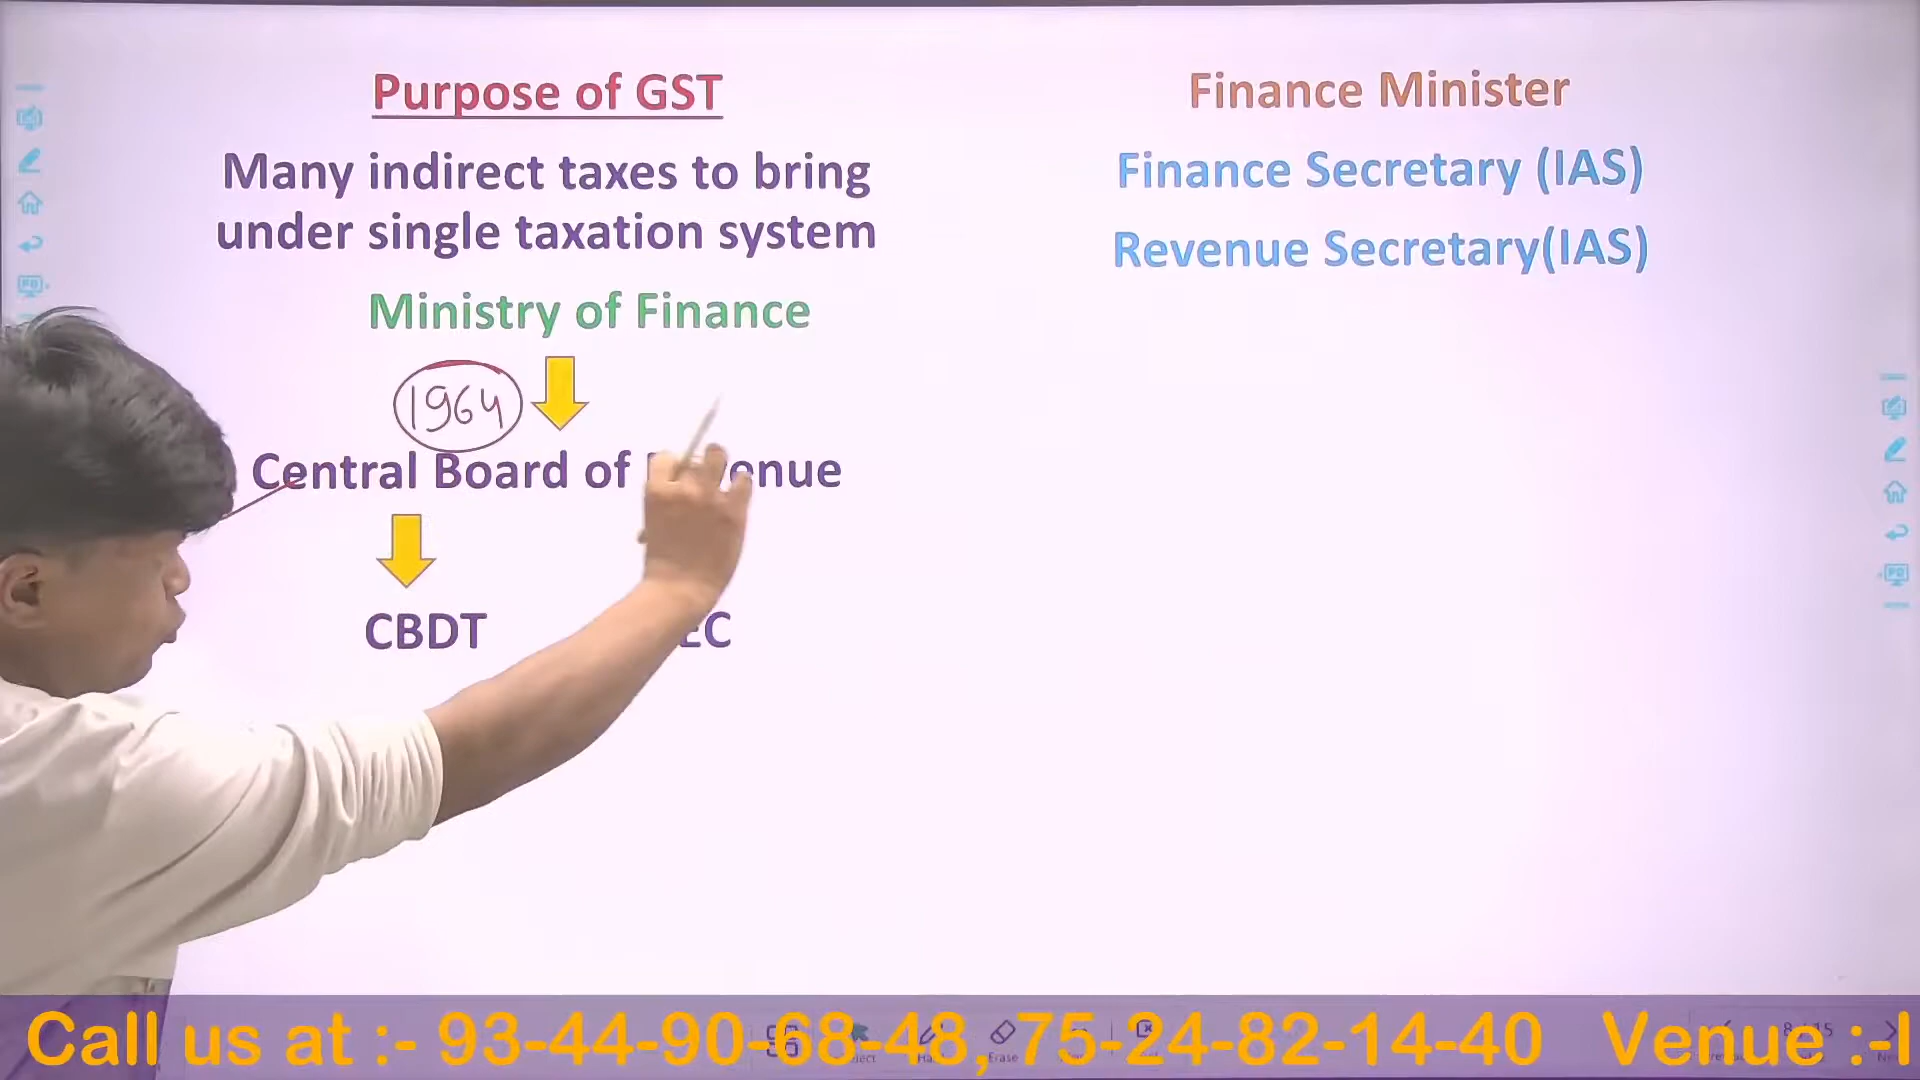 Purpose of GST
Many indirect taxes to bring
under single taxation system
Ministry of Finance
1964
Central Board of
CBDT
Finance Minister
Finance Secretary (IAS)
Revenue Secretary(IAS)
Call us at :- 93-44-90-68-48, 75-24-82-14-40 Venue :-I
Erase